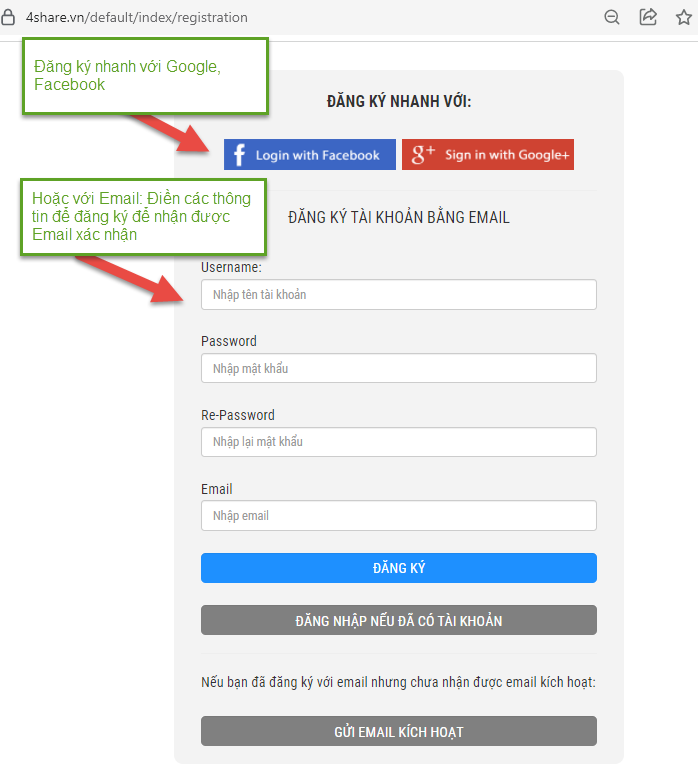 4share.vn/default/index/registration
Đăng ký nhanh với Google,
Facebook
ĐĂNG KÝ NHANH VỚI:
f Login with Facebook
g+ Sign in with Google+
Hoặc với Email: Điền các thông
tin để đăng ký để nhận được
Email xác nhận
ĐĂNG KÝ TÀI KHOẢN BẰNG EMAIL
Username:
Nhập tên tài khoản
Password
Nhập mật khẩu
Re-Password
Nhập lại mật khẩu
Email
Nhập email
ĐĂNG KÝ
ĐĂNG NHẬP NẾU ĐÃ CÓ TÀI KHOẢN
Nếu bạn đã đăng ký với email nhưng chưa nhận được email kích hoạt:
GỬI EMAIL KÍCH HOẠT